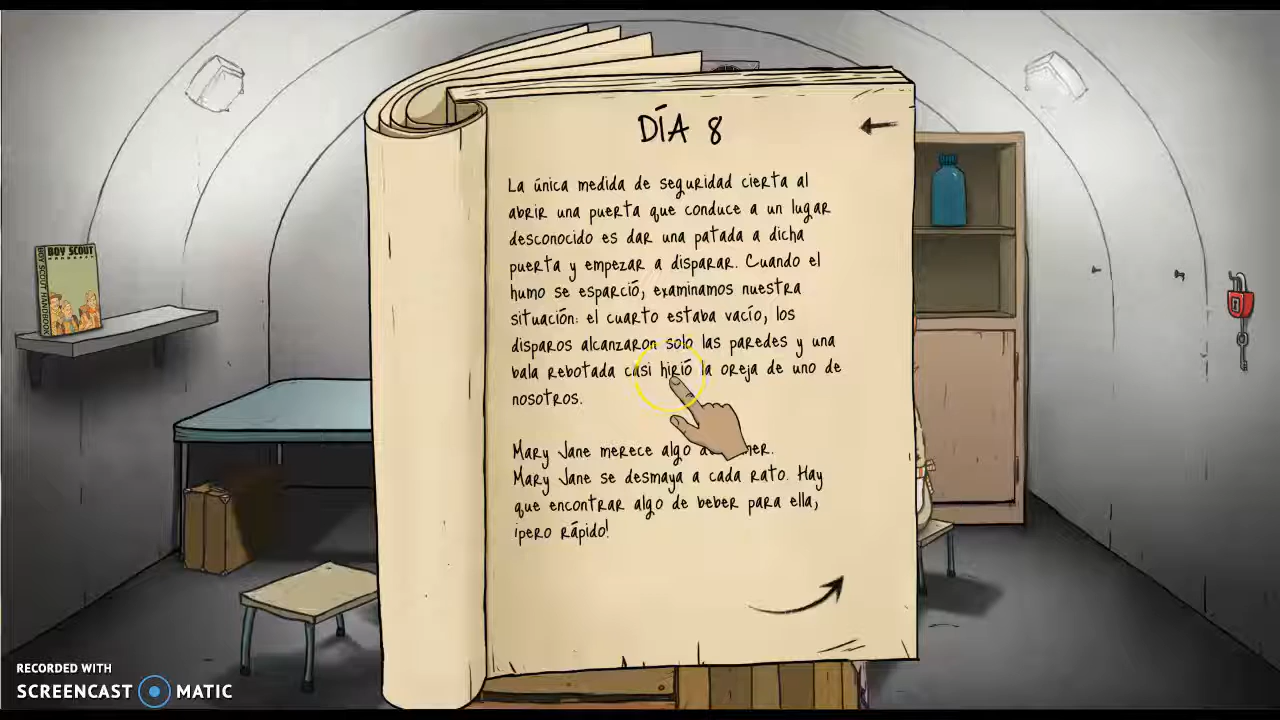 DÍA 8
La única medida de seguridad cierta al
abrir una puerta que conduce a un lugar
desconocido es dar una patada a dicha
puerta y empezar a disparar. Cuando el
humo se esparció, examinamos nuestra
situación: el cuarto estaba vacío, los
disparos alcanzaron solo las paredes y una
bala rebotada casi hirió la oreja de uno de
nosotros.
Mary Jane merece algo
Mary Jane se desmaya a cada rato. Hay
que encontrar algo de beber para ella,
¡pero rápido!
BOY SCOUT
BOY SCOUT HANDBOOK
RECORDED WITH
SCREENCAST MATIC